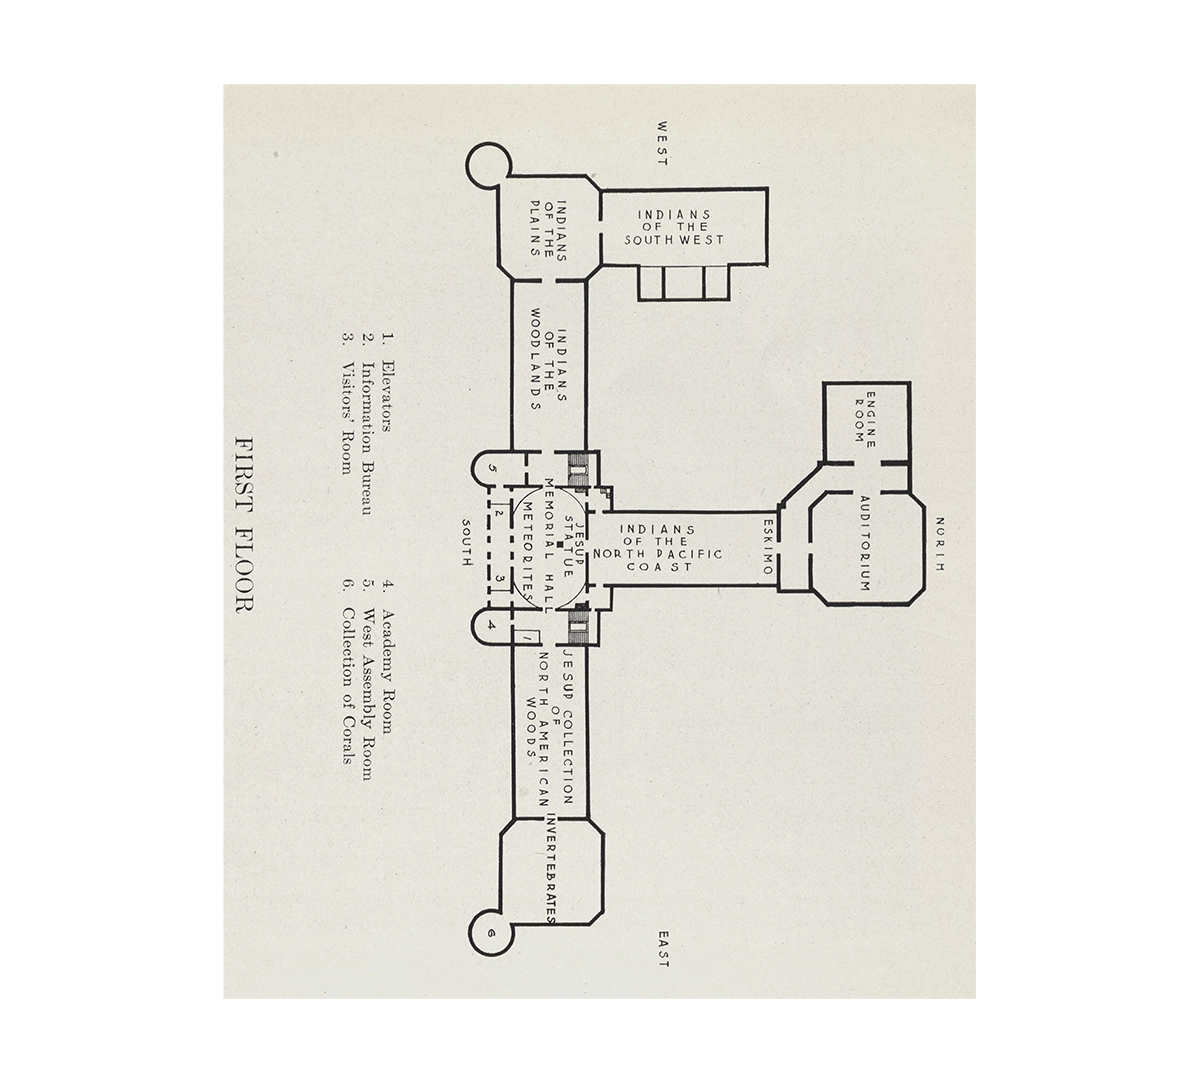 NORTH
WEST
EAST
ENGINE
ROOM
AUDITORIUM
ESKIMO
INDIANS
OF THE
NORTH PACIFIC
COAST
INDIANS
OF THE
SOUTHWEST
INDIANS
OF THE
PLAINS
INDIANS
OF THE
WOODLANDS
JESUP
STATUE
MEMORIAL HALL
METEORITES
JESUP COLLECTION
OF
NORTH AMERICAN
WOODS.
INVERTEBRATES
5
2
3
4
1
6
SOUTH
1. Elevators
2. Information Bureau
3. Visitors' Room
4. Academy Room
5. West Assembly Room
6. Collection of Corals
FIRST FLOOR